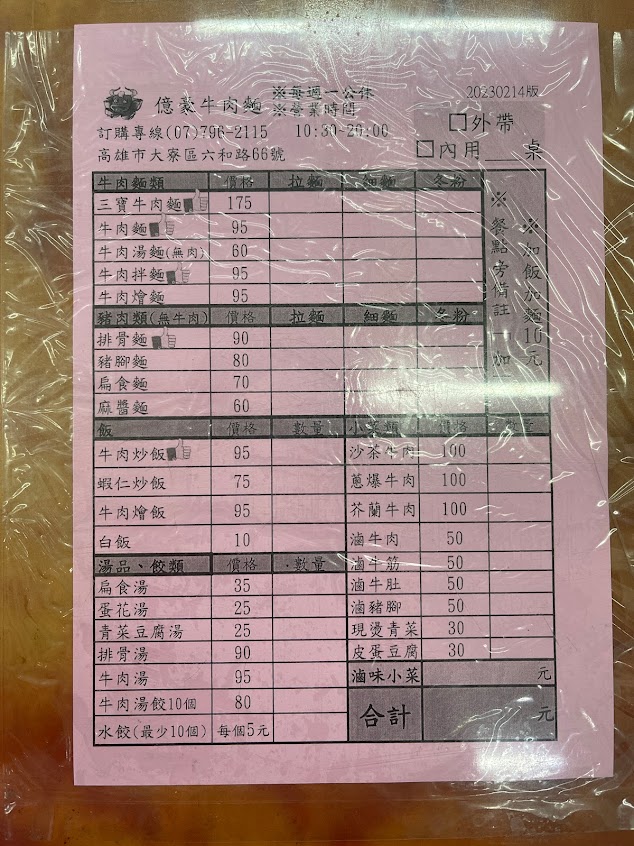 億豪牛肉麵
※每週一公休
※營業時間
20230214版
訂購專線(07)796-2115 10:30-20:00
高雄市大寮區六和路66號
□外帶
□內用＿＿桌
牛肉麵類 價格 拉麵 細麵 冬粉
三寶牛肉麵 175
牛肉麵 95
牛肉湯麵(無肉) 60
牛肉拌麵 95
牛肉燴麵 95
豬肉類(無牛肉) 價格 拉麵 細麵 冬粉
排骨麵 90
豬腳麵 80
扁食麵 70
麻醬麵 60
※加飯加麵10元
※餐點旁備註 加
飯 價格 數量
牛肉炒飯 95
蝦仁炒飯 75
牛肉燴飯 95
白飯 10
湯品、餃類 價格 數量
扁食湯 35
蛋花湯 25
青菜豆腐湯 25
排骨湯 90
牛肉湯 95
牛肉湯餃10個 80
水餃(最少10個) 每個5元
小菜類 價格
沙茶牛肉 100
蔥爆牛肉 100
芥蘭牛肉 100
滷牛肉 50
滷牛筋 50
滷牛肚 50
滷豬腳 50
現燙青菜 30
皮蛋豆腐 30
滷味小菜 元
合計 元